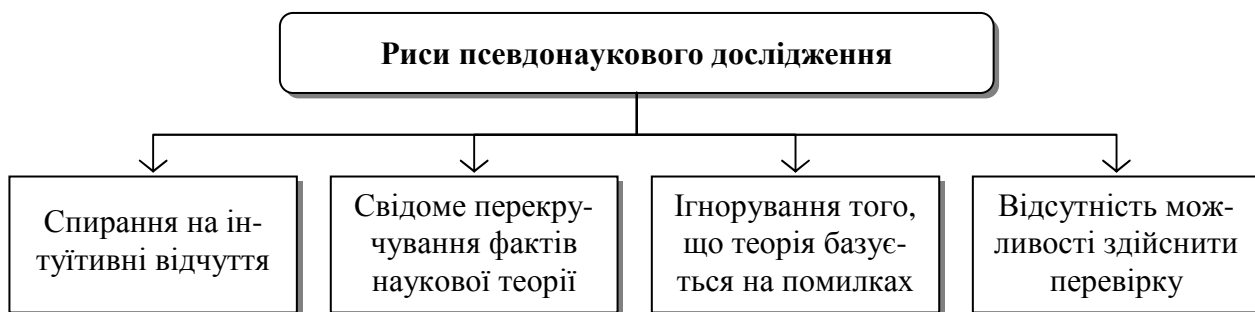 Риси псевдонаукового дослідження
Спирання на ін-
туїтивні відчуття
Свідоме перекру-
чування фактів
наукової теорії
Ігнорування того,
що теорія базує-
ться на помилках
Відсутність мож-
ливості здійснити
перевірку